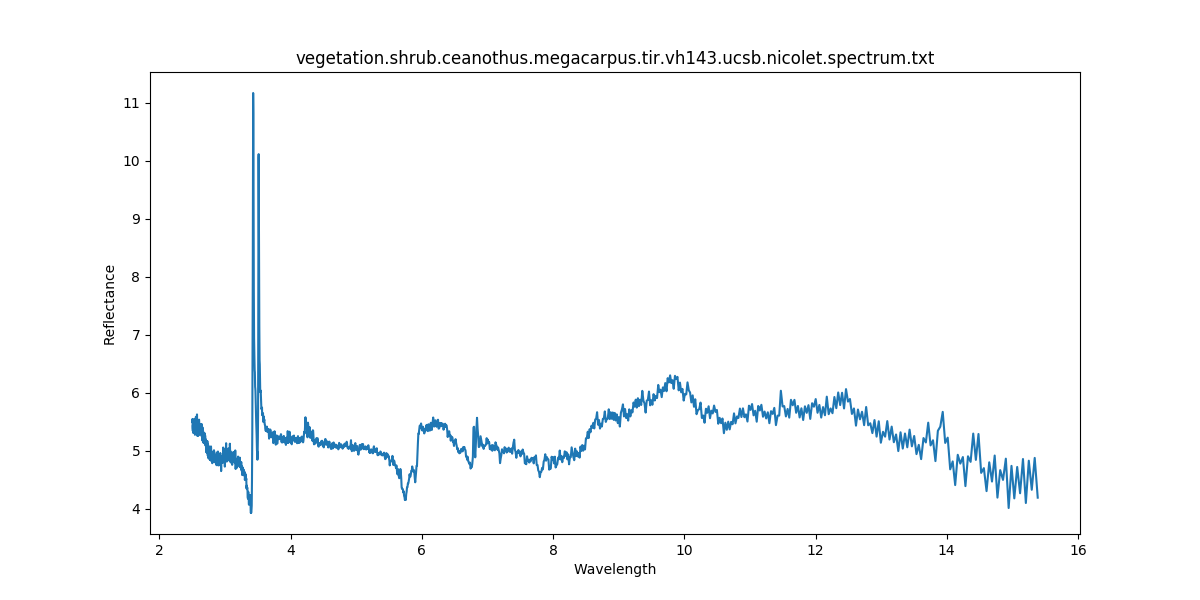 vegetation.shrub.ceanothus.megacarpus.tir.vh143.ucsb.nicolet.spectrum.txt
11
10
9
8
7
6
5
4
Reflectance
2 4 6 8 10 12 14 16
Wavelength